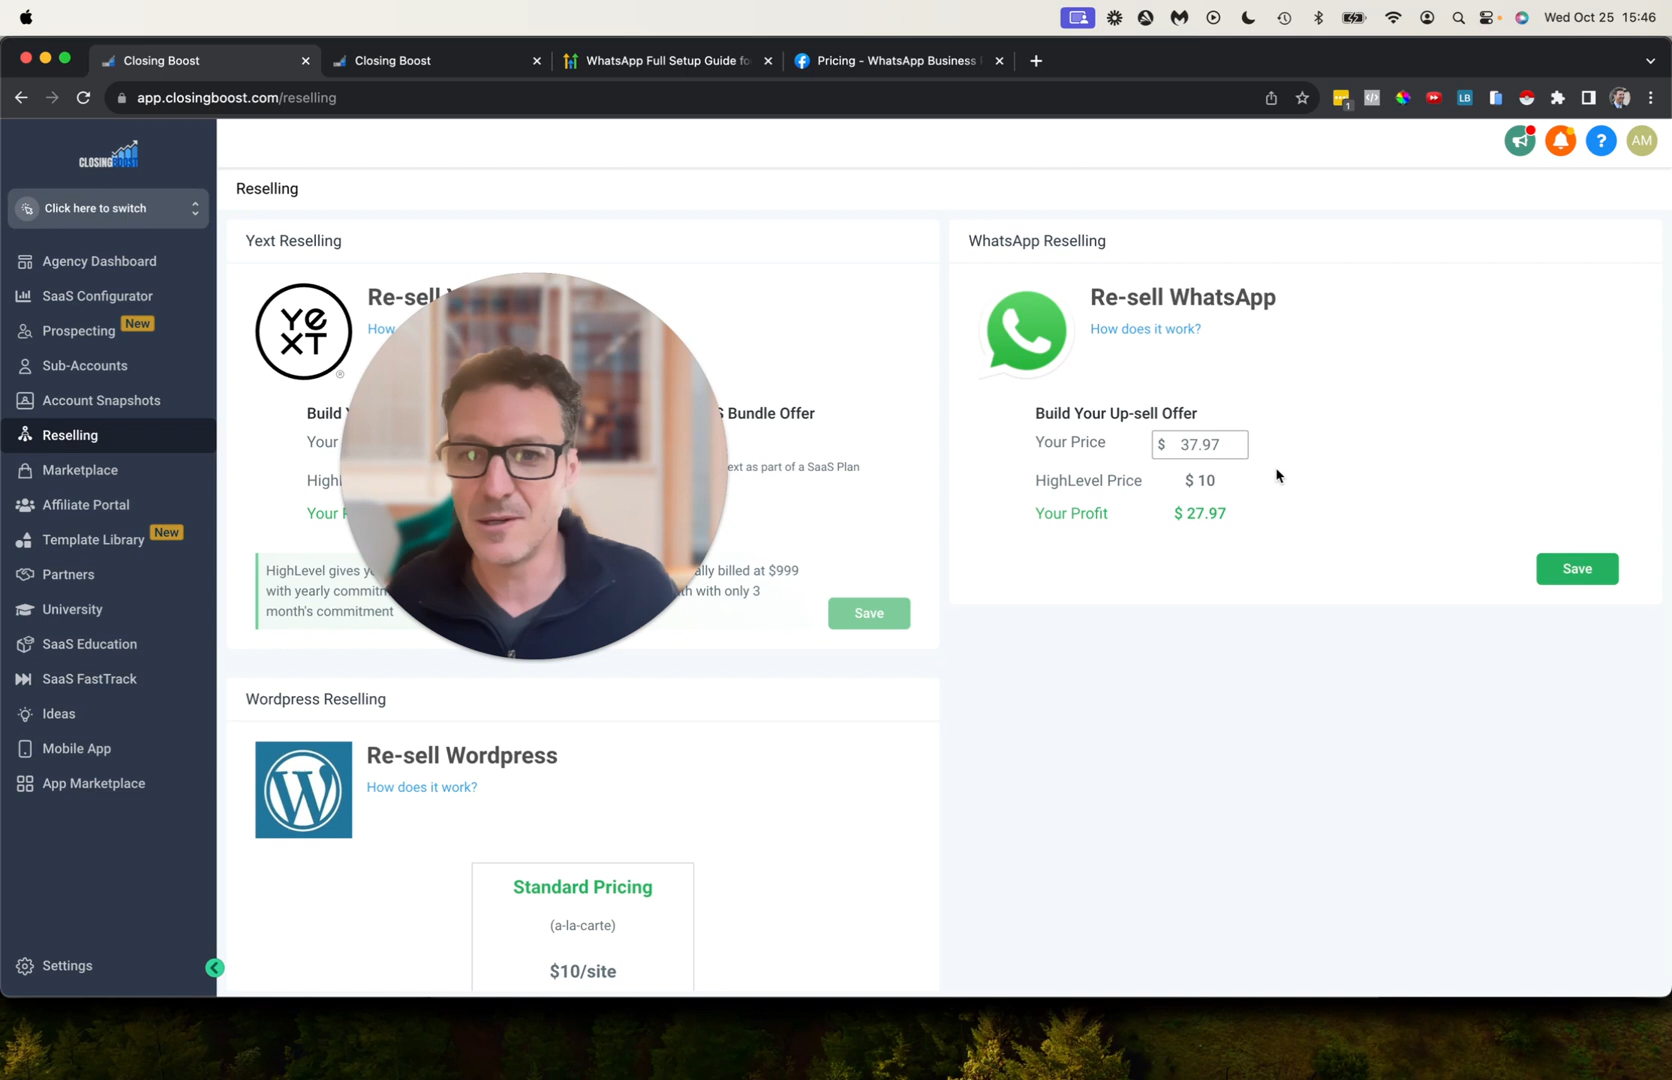 Wed Oct 25 15:46
Closing Boost
Closing Boost
WhatsApp Full Setup Guide fo
Pricing - WhatsApp Business
app.closingboost.com/reselling
1
LB
CLOSINGBOOST
AM
Click here to switch
Agency Dashboard
SaaS Configurator
Prospecting New
Sub-Accounts
Account Snapshots
Reselling
Marketplace
Affiliate Portal
Template Library New
Partners
University
SaaS Education
SaaS FastTrack
Ideas
Mobile App
App Marketplace
Settings
Reselling
Yext Reselling
YEXT
Re-sell
How
Build
Your
HighL
Your
Bundle Offer
ext as part of a SaaS Plan
HighLevel gives ally billed at $999
with yearly th with only 3
month's commitment
Save
WhatsApp Reselling
Re-sell WhatsApp
How does it work?
Build Your Up-sell Offer
Your Price $ 37.97
HighLevel Price $ 10
Your Profit $ 27.97
Save
Wordpress Reselling
Re-sell Wordpress
How does it work?
Standard Pricing
(a-la-carte)
$10/site